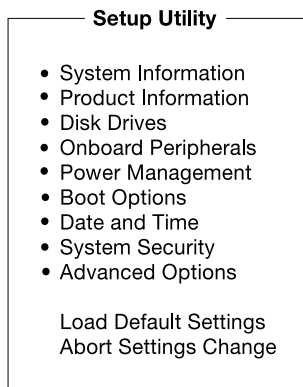 Setup Utility
• System Information
• Product Information
• Disk Drives
• Onboard Peripherals
• Power Management
• Boot Options
• Date and Time
• System Security
• Advanced Options
Load Default Settings
Abort Settings Change